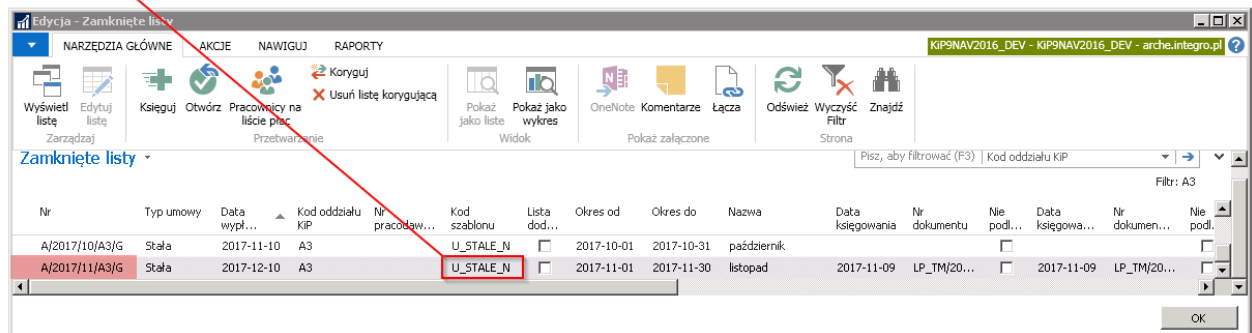 Edycja - Zamknięte listy
NARZĘDZIA GŁÓWNE AKCJE NAWIGUJ RAPORTY KiP9NAV2016_DEV - KiP9NAV2016_DEV - arche.integro.pl
Wyświetl listę
Edytuj listę
Księguj
Otwórz
Pracownicy na liście płac
Koryguj
Usuń listę korygującą
Pokaż jako liste
Pokaż jako wykres
OneNote
Komentarze
Łącza
Odśwież
Wyczyść Filtr
Znajdź
Zarządzaj Przetwarzanie Widok Pokaż załączone Strona
Zamknięte listy Pisz, aby filtrować (F3) Kod oddziału KiP
Filtr: A3
Nr Typ umowy Data wypł... Kod oddziału KiP Nr pracodaw... Kod szablonu Lista dod... Okres od Okres do Nazwa Data księgowania Nr dokumentu Nie podl... Data księgowa... Nr dokumen... Nie podl.
A/2017/10/A3/G Stała 2017-11-10 A3 U_STALE_N 2017-10-01 2017-10-31 październik
A/2017/11/A3/G Stała 2017-12-10 A3 U_STALE_N 2017-11-01 2017-11-30 listopad 2017-11-09 LP_TM/20... 2017-11-09 LP_TM/20...
OK